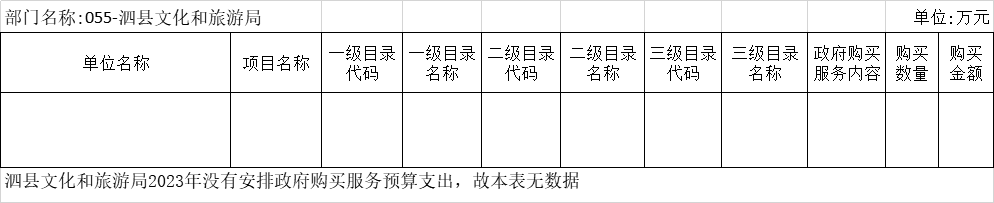 部门名称:055-泗县文化和旅游局 单位:万元
单位名称 项目名称 一级目录代码 一级目录名称 二级目录代码 二级目录名称 三级目录代码 三级目录名称 政府购买服务内容 购买数量 购买金额
泗县文化和旅游局2023年没有安排政府购买服务预算支出，故本表无数据